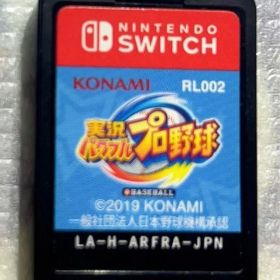 NINTENDO
SWITCH
KONAMI RL002
実況
パワフル
プロ野球
BASEBALL
©2019 KONAMI
一般社団法人日本野球機構承認
LA-H-ARFRA-JPN